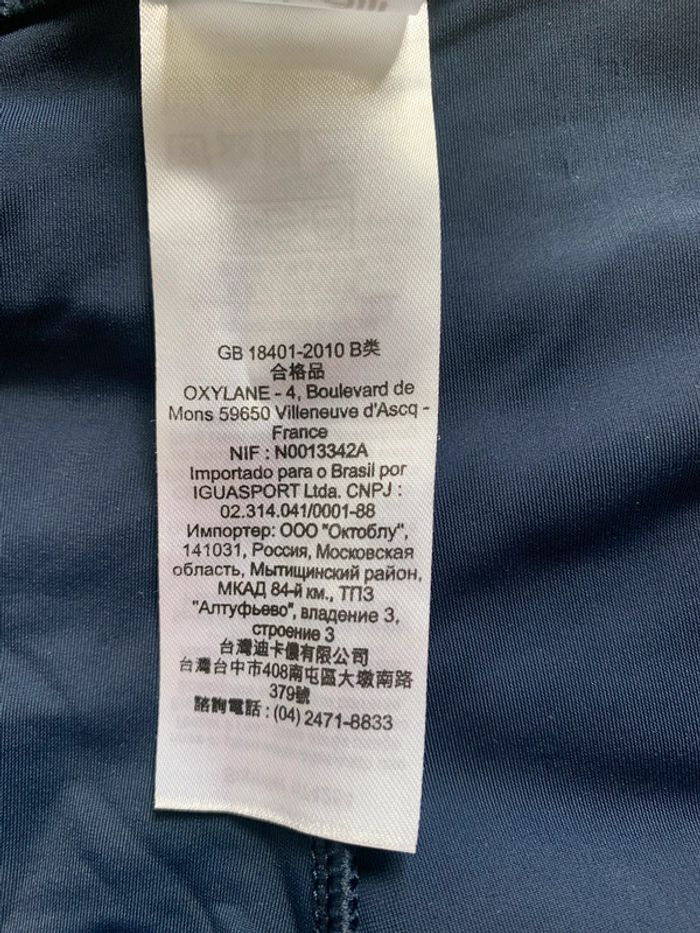 GB 18401-2010 B类
合格品
OXYLANE - 4, Boulevard de
Mons 59650 Villeneuve d'Ascq -
France
NIF : N0013342A
Importado para o Brasil por
IGUASPORT Ltda. CNPJ :
02.314.041/0001-88
Импортер: ООО "Октоблу",
141031, Россия, Московская
область, Мытищинский район,
МКАД 84-й км., ТПЗ
"Алтуфьево", владение 3,
строение 3
台灣迪卡儂有限公司
台灣台中市408南屯區大墩南路
379號
諮詢電話 : (04) 2471-8833